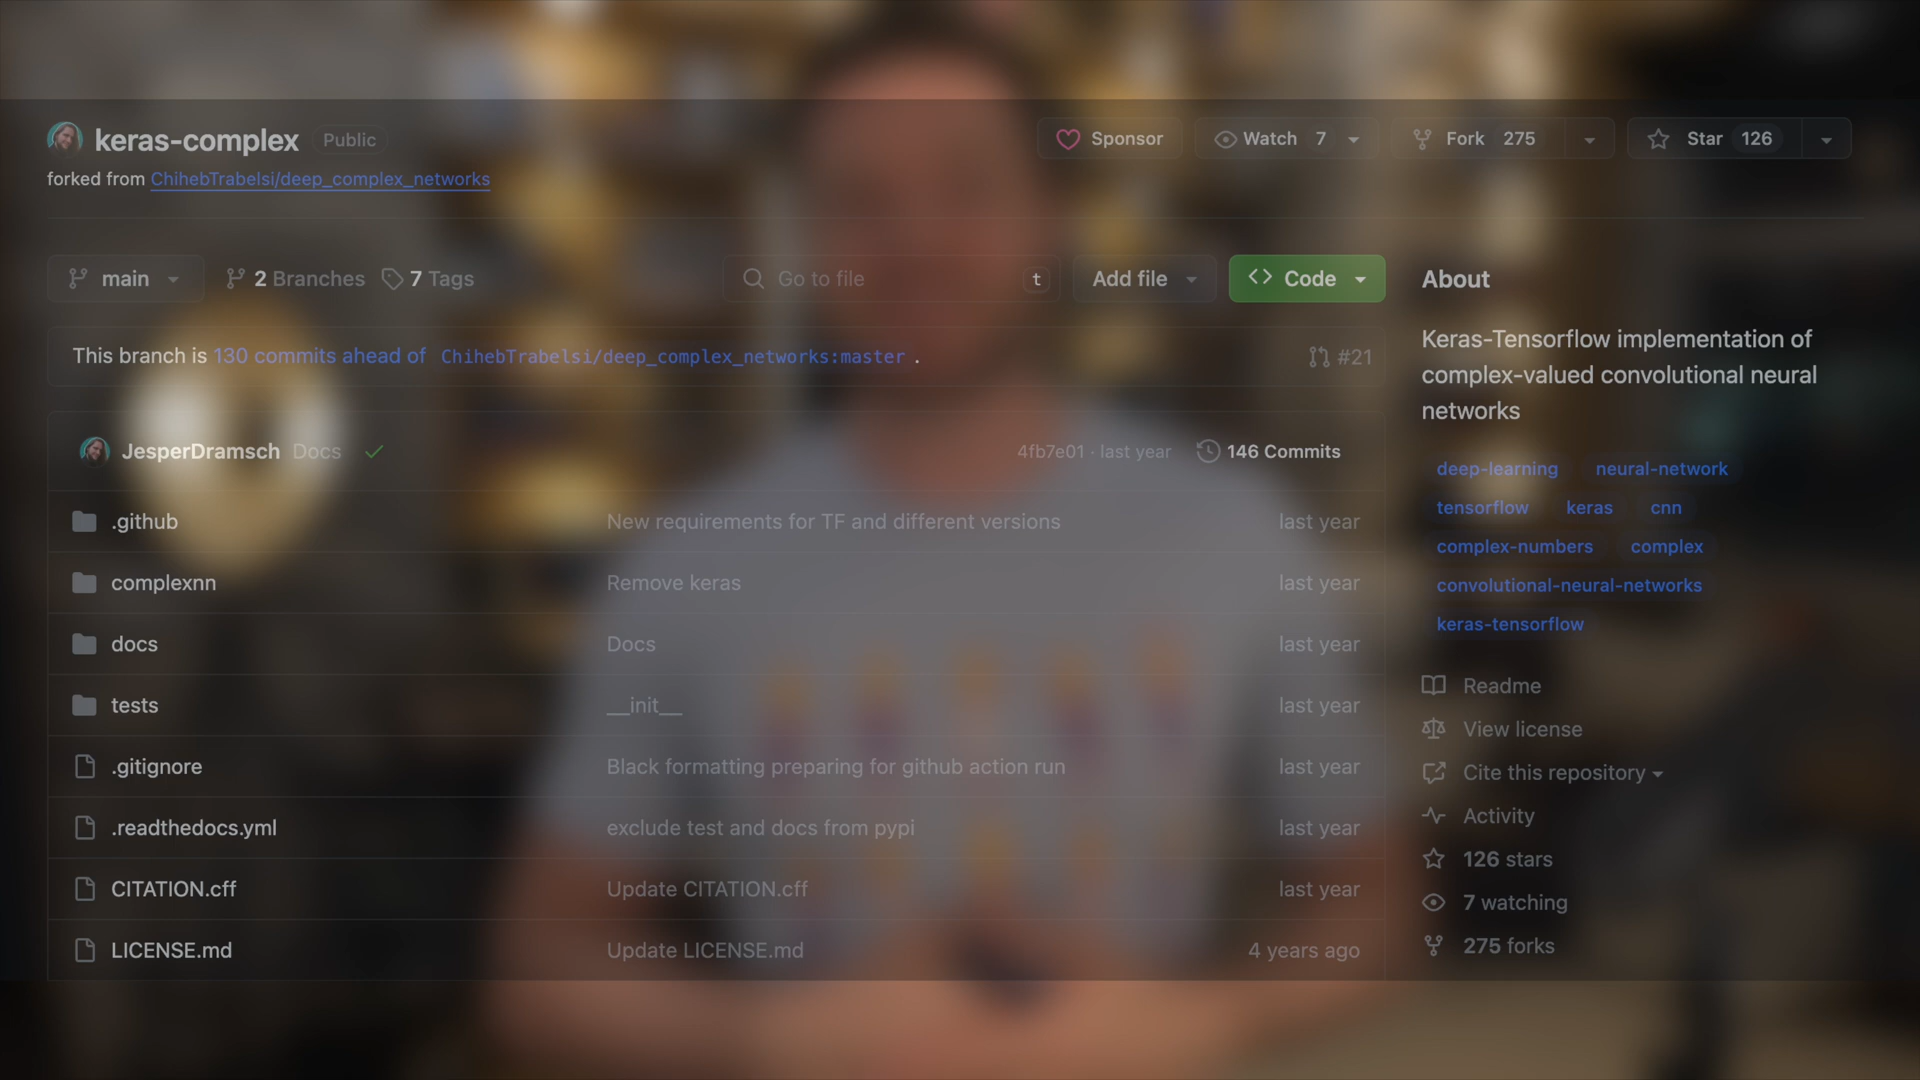 keras-complex Public
Sponsor Watch 7 Fork 275 Star 126
forked from ChihebTrabelsi/deep_complex_networks
main 2 Branches 7 Tags Go to file t Add file Code
This branch is 130 commits ahead of ChihebTrabelsi/deep_complex_networks:master . #21
JesperDramsch Docs 4fb7e01 · last year 146 Commits
.github New requirements for TF and different versions last year
complexnn Remove keras last year
docs Docs last year
tests __init__ last year
.gitignore Black formatting preparing for github action run last year
.readthedocs.yml exclude test and docs from pypi last year
CITATION.cff Update CITATION.cff last year
LICENSE.md Update LICENSE.md 4 years ago
About
Keras-Tensorflow implementation of
complex-valued convolutional neural
networks
deep-learning neural-network
tensorflow keras cnn
complex-numbers complex
convolutional-neural-networks
keras-tensorflow
Readme
View license
Cite this repository
Activity
126 stars
7 watching
275 forks